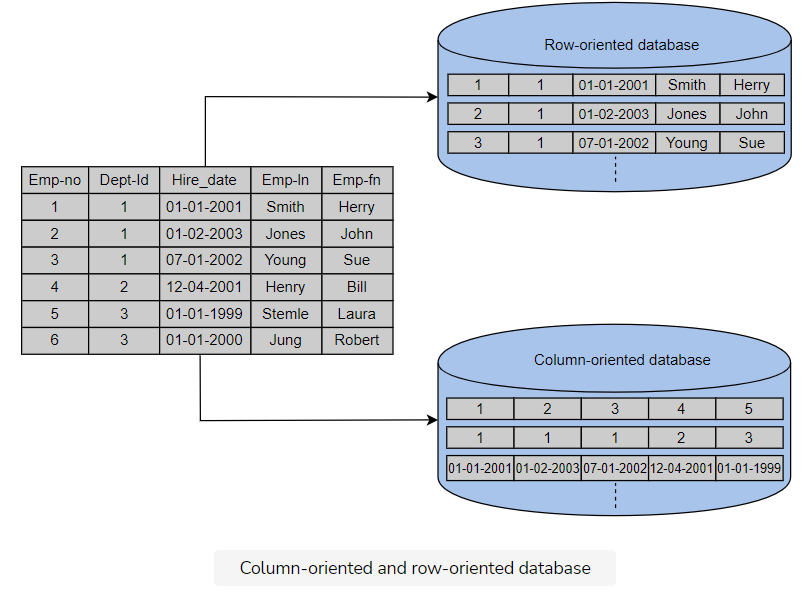 Row-oriented database
1 1 01-01-2001 Smith Herry
2 1 01-02-2003 Jones John
3 1 07-01-2002 Young Sue
Emp-no Dept-Id Hire_date Emp-ln Emp-fn
1 1 01-01-2001 Smith Herry
2 1 01-02-2003 Jones John
3 1 07-01-2002 Young Sue
4 2 12-04-2001 Henry Bill
5 3 01-01-1999 Stemle Laura
6 3 01-01-2000 Jung Robert
Column-oriented database
1 2 3 4 5
1 1 1 2 3
01-01-2001 01-02-2003 07-01-2002 12-04-2001 01-01-1999
Column-oriented and row-oriented database